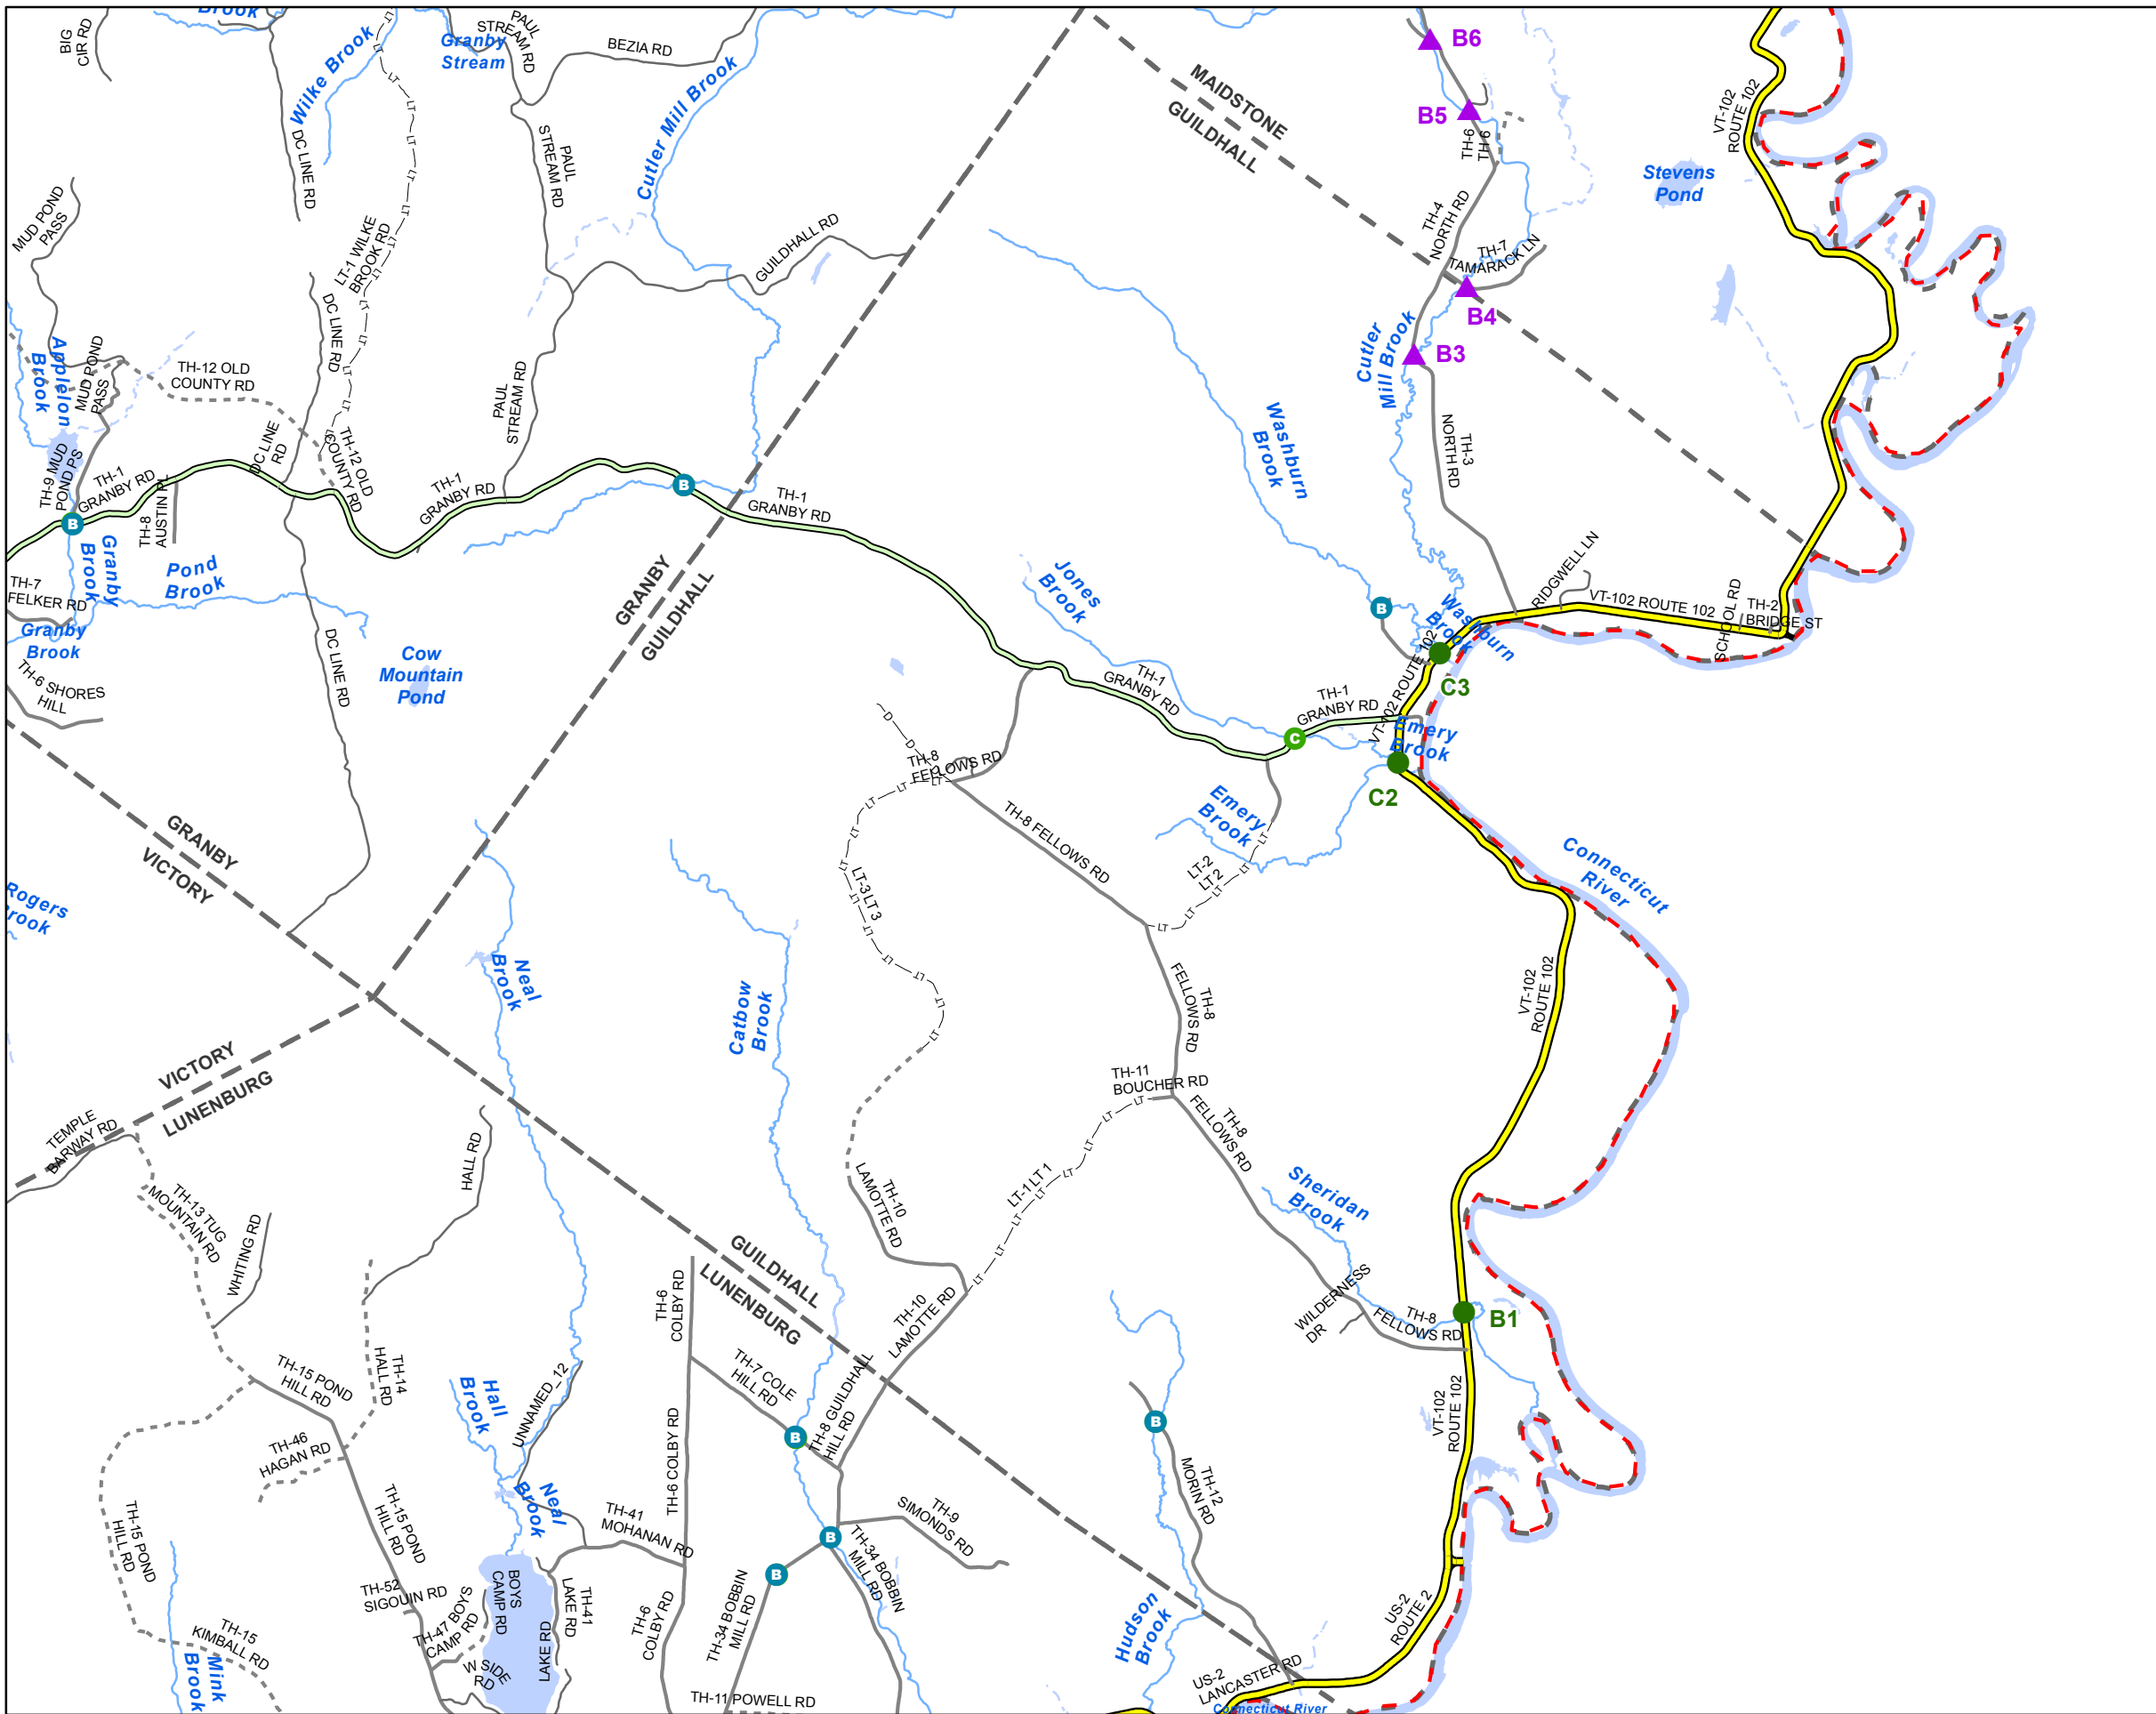 Brook
BIG
CIR RD
Wilke Brook
LT
Granby
Stream
PAUL
STREAM RD
BEZIA RD
Cutler Mill Brook
DC LINE RD
PAUL
STREAM RD
MUD POND
PASS
LT-1 WILKE
BROOK RD
GUILDHALL RD
MAIDSTONE
GUILDHALL
B6
B5
TH-6
TH-6
VT-102
ROUTE 102
Stevens
Pond
TH-4
NORTH RD
TH-7
TAMARACK LN
B4
B3
Cutler
Mill Brook
Appleton
Brook
MUD POND
PASS
TH-12 OLD
COUNTY RD
DC LINE RD
PAUL
STREAM RD
Washburn
Brook
TH-3
NORTH RD
TH-9 MUD
POND PS
TH-1
GRANBY RD
DC LINE
RD
TH-12 OLD
COUNTY RD
TH-1
GRANBY RD
B
TH-1
GRANBY RD
B
TH-8
AUSTIN PL
Granby
Brook
Pond
Brook
TH-7
FELKER RD
Granby
Brook
GRANBY
GUILDHALL
Jones
Brook
B
Washburn
Brook
RIDGWELL LN
VT-102 ROUTE 102
SCHOOL RD
TH-2
BRIDGE ST
TH-6 SHORES
HILL
DC LINE RD
Cow
Mountain
Pond
TH-1
GRANBY RD
TH-1
GRANBY RD
VT-102 ROUTE 102
C3
Emery
Brook
C
C2
D
D
TH-8
FELLOWS RD
TH-8 FELLOWS RD
Emery
Brook
LT-2
LT 2
Connecticut
River
GRANBY
VICTORY
Rogers
Brook
LT-3 LT 3
Neal
Brook
Catbow
Brook
TH-8
FELLOWS RD
VT-102
ROUTE 102
VICTORY
LUNENBURG
TEMPLE
BARWAY RD
TH-11
BOUCHER RD
TH-8
FELLOWS RD
HALL RD
TH-13 TUG
MOUNTAIN RD
WHITING RD
TH-10
LAMOTTE RD
LT-1 LT 1
Sheridan
Brook
GUILDHALL
LUNENBURG
TH-6
COLBY RD
TH-10
LAMOTTE RD
WILDERNESS
DR
TH-8
FELLOWS RD
B1
TH-15 POND
HILL RD
TH-14
HALL RD
Hall
Brook
UNNAMED_12
TH-7 COLE
HILL RD
TH-8 GUILDHALL
HILL RD
B
B
VT-102
ROUTE 102
TH-46
HAGAN RD
TH-6 COLBY RD
TH-15 POND
HILL RD
TH-15 POND
HILL RD
Neal
Brook
TH-41
MOHANAN RD
TH-9
SIMONDS RD
TH-12
MORIN RD
B
B
TH-34 BOBBIN
MILL RD
TH-34 BOBBIN
MILL RD
TH-52
SIGOUIN RD
TH-47 BOYS
CAMP RD
BOYS
CAMP RD
TH-41
LAKE RD
LAKE RD
TH-6
COLBY RD
Hudson
Brook
US-2
ROUTE 2
TH-15
KIMBALL RD
Mink
Brook
W SIDE
RD
TH-11 POWELL RD
US-2
LANCASTER RD
Connecticut River